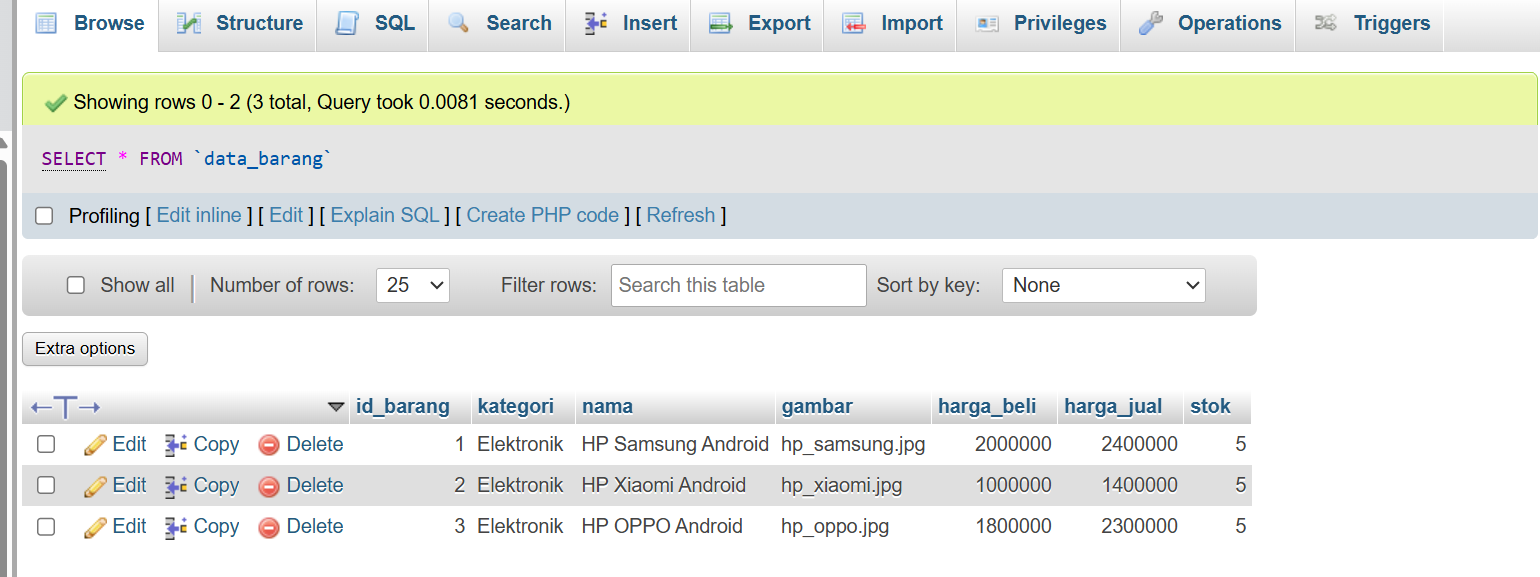 Browse Structure SQL Search Insert Export Import Privileges Operations Triggers
Showing rows 0 - 2 (3 total, Query took 0.0081 seconds.)
SELECT * FROM `data_barang`
Profiling [ Edit inline ] [ Edit ] [ Explain SQL ] [ Create PHP code ] [ Refresh ]
Show all Number of rows: 25 Filter rows: Search this table Sort by key: None
Extra options
id_barang kategori nama gambar harga_beli harga_jual stok
Edit Copy Delete 1 Elektronik HP Samsung Android hp_samsung.jpg 2000000 2400000 5
Edit Copy Delete 2 Elektronik HP Xiaomi Android hp_xiaomi.jpg 1000000 1400000 5
Edit Copy Delete 3 Elektronik HP OPPO Android hp_oppo.jpg 1800000 2300000 5